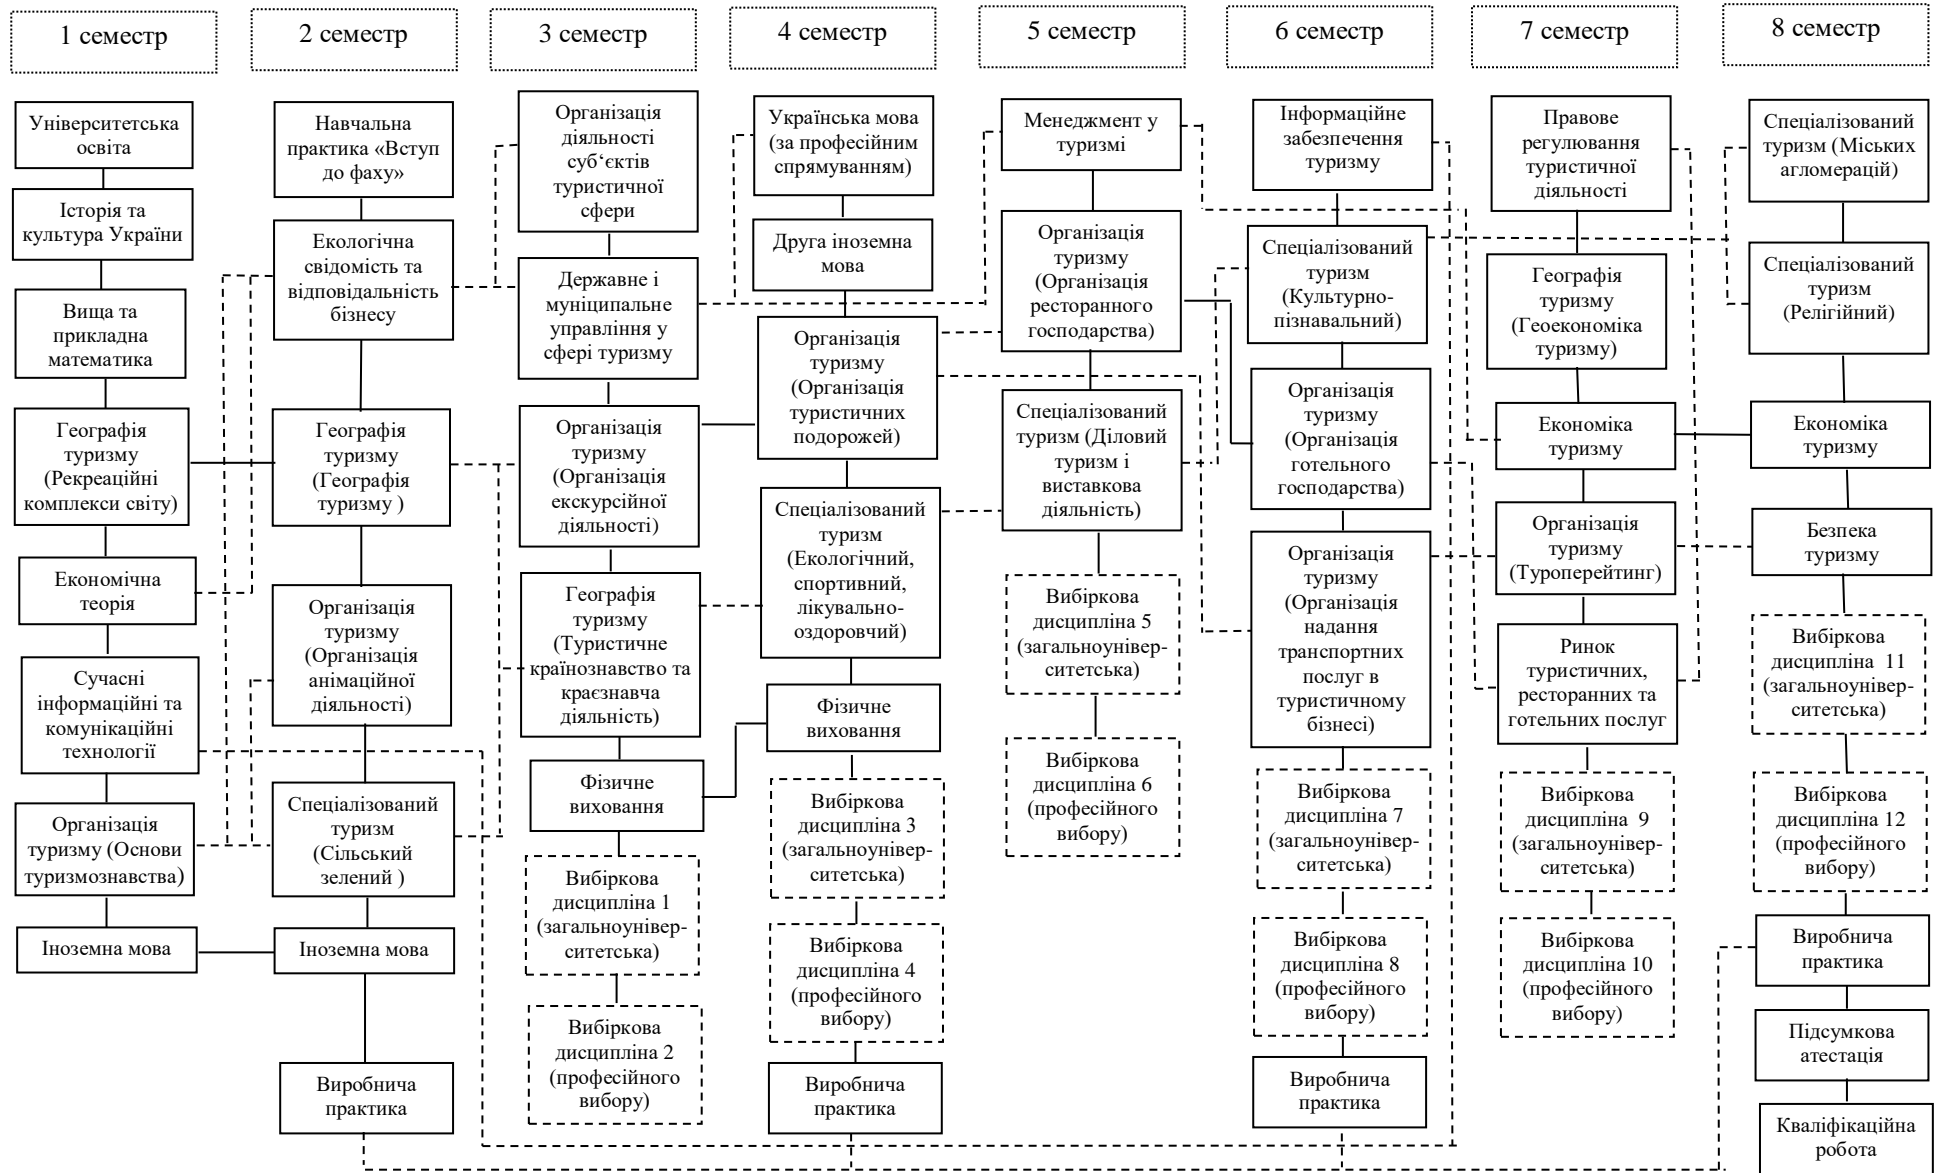 1 семестр
2 семестр
3 семестр
4 семестр
5 семестр
6 семестр
7 семестр
8 семестр
Університетська
освіта
Історія та
культура України
Вища та
прикладна
математика
Географія
туризму
(Рекреаційні
комплекси світу)
Економічна
теорія
Сучасні
інформаційні та
комунікаційні
технології
Організація
туризму (Основи
туризмознавства)
Іноземна мова
Навчальна
практика «Вступ
до фаху»
Екологічна
свідомість та
відповідальність
бізнесу
Географія
туризму
(Географія
туризму )
Організація
туризму
(Організація
анімаційної
діяльності)
Спеціалізований
туризм
(Сільський
зелений )
Іноземна мова
Виробнича
практика
Організація
діяльності
суб‘єктів
туристичної
сфери
Державне і
муніципальне
управління у
сфері туризму
Організація
туризму
(Організація
екскурсійної
діяльності)
Географія
туризму
(Туристичне
країнознавство та
краєзнавча
діяльність)
Фізичне
виховання
Вибіркова
дисципліна 1
(загальноунівер-
ситетська)
Вибіркова
дисципліна 2
(професійного
вибору)
Українська мова
(за професійним
спрямуванням)
Друга іноземна
мова
Організація
туризму
(Організація
туристичних
подорожей)
Спеціалізований
туризм
(Екологічний,
спортивний,
лікувально-
оздоровчий)
Фізичне
виховання
Вибіркова
дисципліна 3
(загальноунівер-
ситетська)
Вибіркова
дисципліна 4
(професійного
вибору)
Виробнича
практика
Менеджмент у
туризмі
Організація
туризму
(Організація
ресторанного
господарства)
Спеціалізований
туризм (Діловий
туризм і
виставкова
діяльність)
Вибіркова
дисципліна 5
(загальноунівер-
ситетська)
Вибіркова
дисципліна 6
(професійного
вибору)
Інформаційне
забезпечення
туризму
Спеціалізований
туризм
(Культурно-
пізнавальний)
Організація
туризму
(Організація
готельного
господарства)
Організація
туризму
(Організація
надання
транспортних
послуг в
туристичному
бізнесі)
Вибіркова
дисципліна 7
(загальноунівер-
ситетська)
Вибіркова
дисципліна 8
(професійного
вибору)
Виробнича
практика
Правове
регулювання
туристичної
діяльності
Географія
туризму
(Геоекономіка
туризму)
Економіка
туризму
Організація
туризму
(Туроперейтинг)
Ринок
туристичних,
ресторанних та
готельних послуг
Вибіркова
дисципліна 9
(загальноунівер-
ситетська)
Вибіркова
дисципліна 10
(професійного
вибору)
Спеціалізований
туризм (Міських
агломерацій)
Спеціалізований
туризм
(Релігійний)
Економіка
туризму
Безпека
туризму
Вибіркова
дисципліна 11
(загальноунівер-
ситетська)
Вибіркова
дисципліна 12
(професійного
вибору)
Виробнича
практика
Підсумкова
атестація
Кваліфікаційна
робота